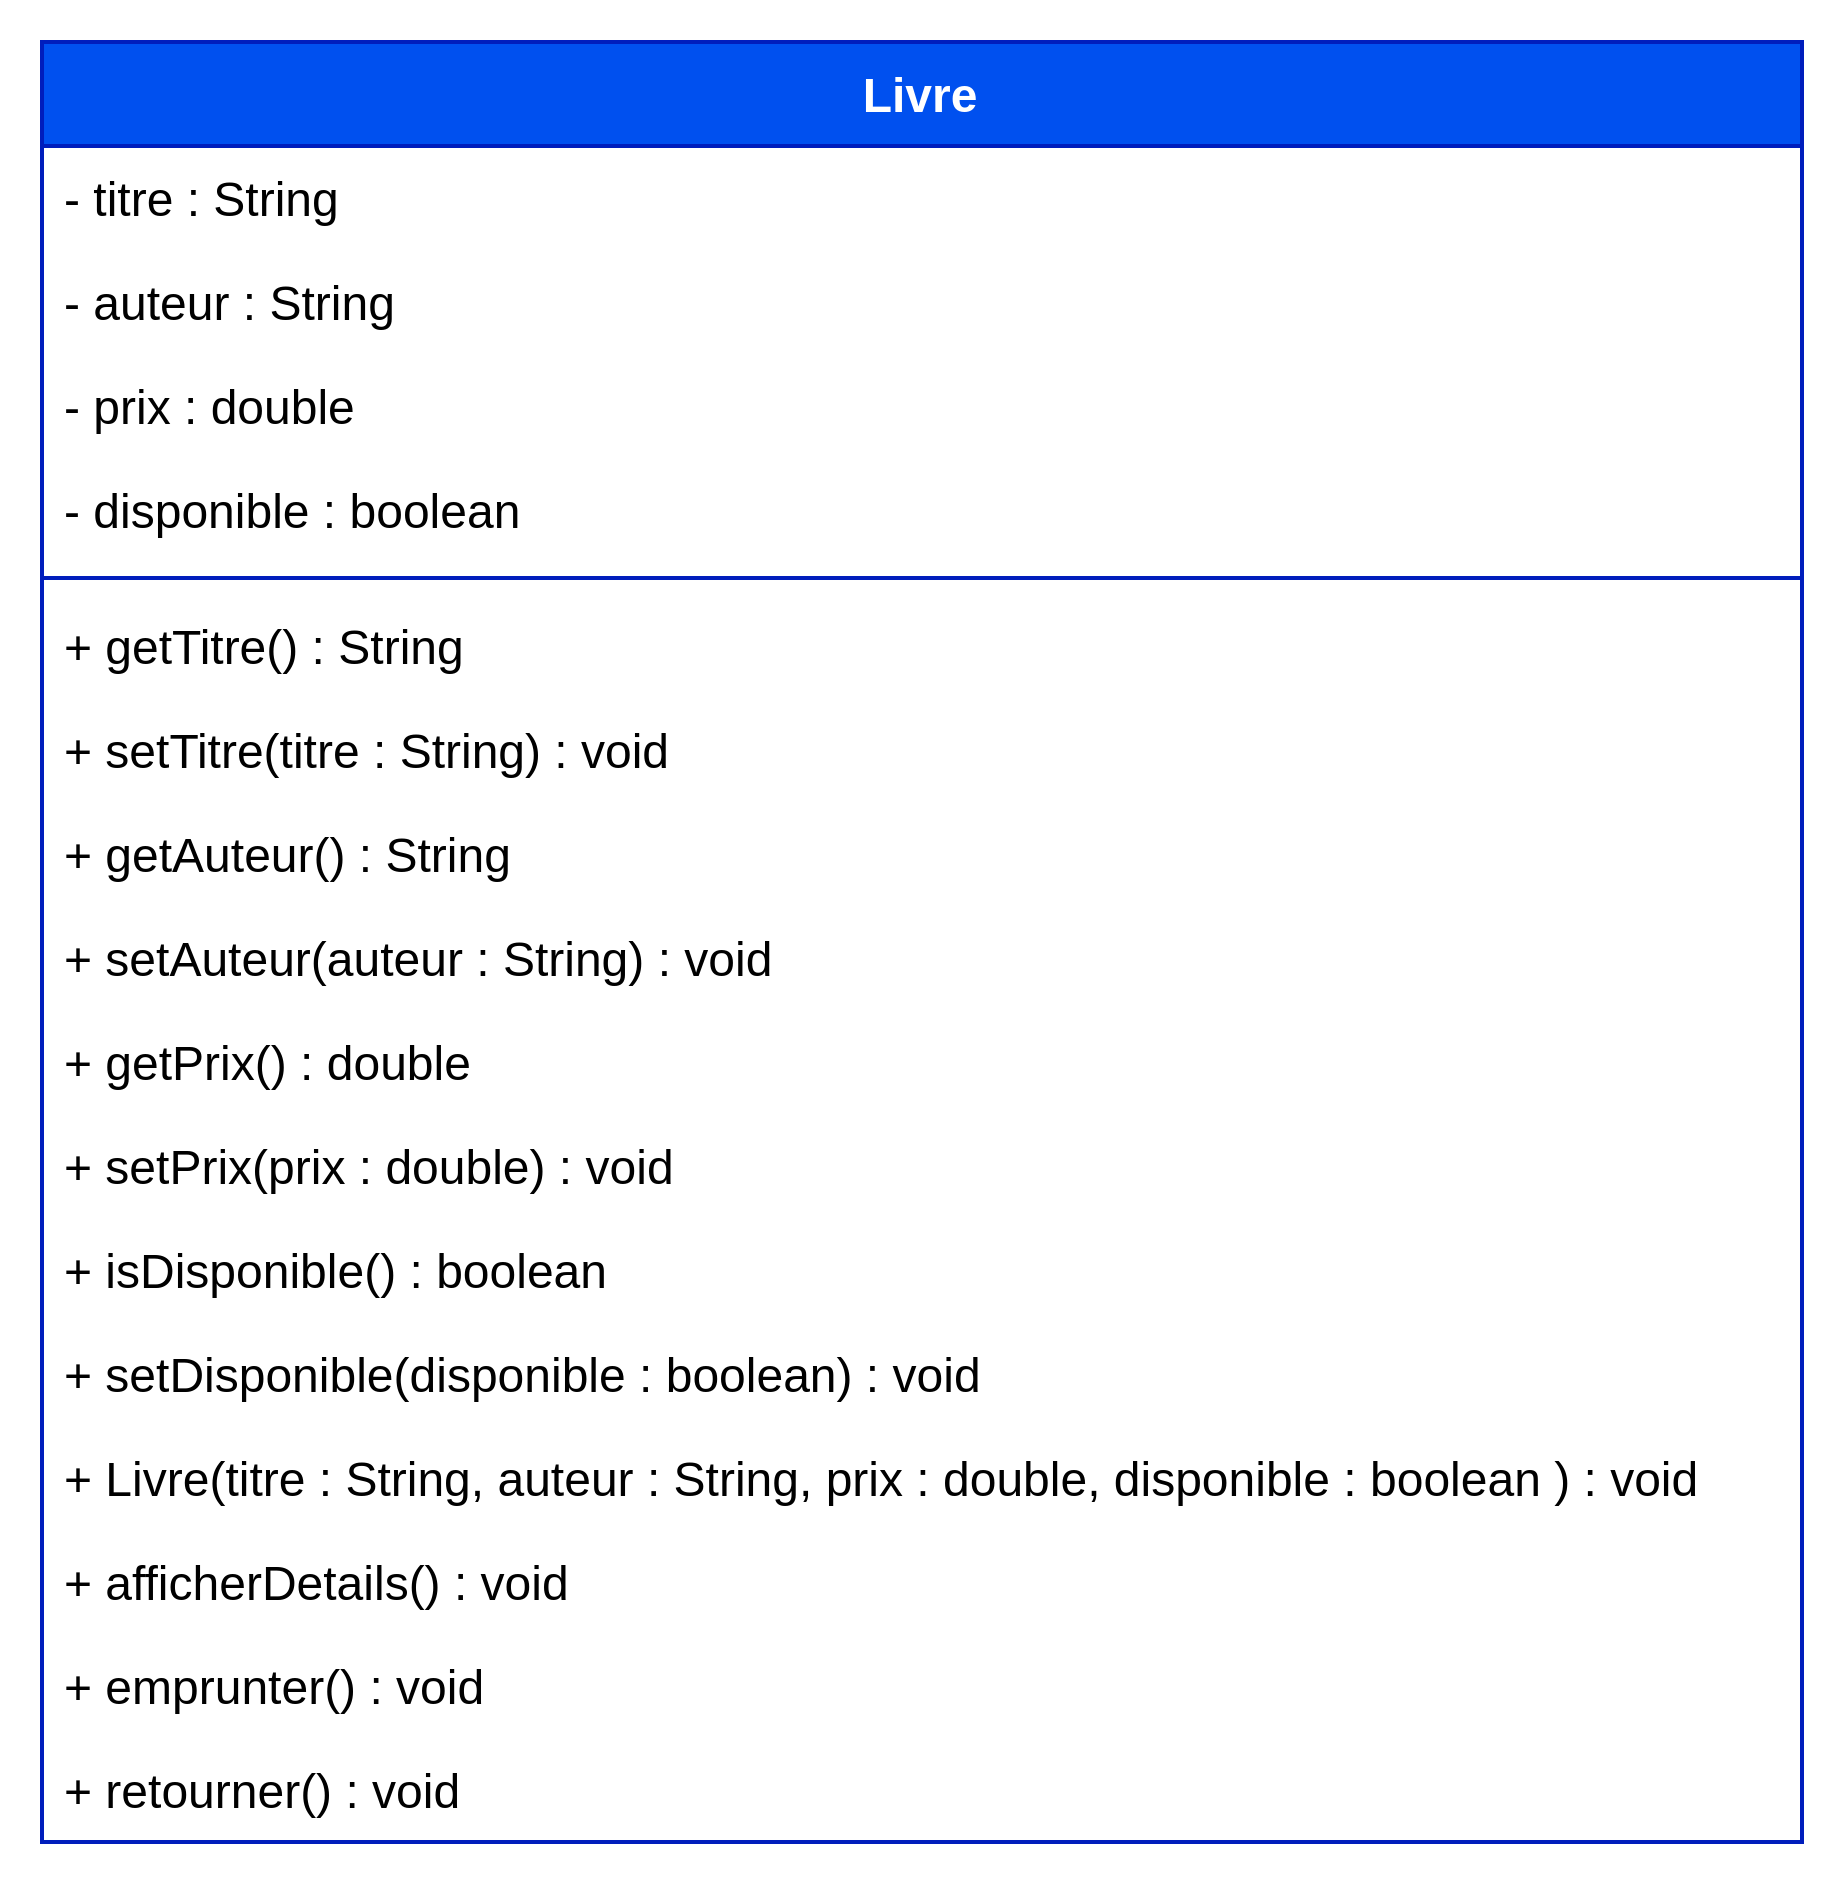 Livre
- titre : String
- auteur : String
- prix : double
- disponible : boolean
+ getTitre() : String
+ setTitre(titre : String) : void
+ getAuteur() : String
+ setAuteur(auteur : String) : void
+ getPrix() : double
+ setPrix(prix : double) : void
+ isDisponible() : boolean
+ setDisponible(disponible : boolean) : void
+ Livre(titre : String, auteur : String, prix : double, disponible : boolean ) : void
+ afficherDetails() : void
+ emprunter() : void
+ retourner() : void